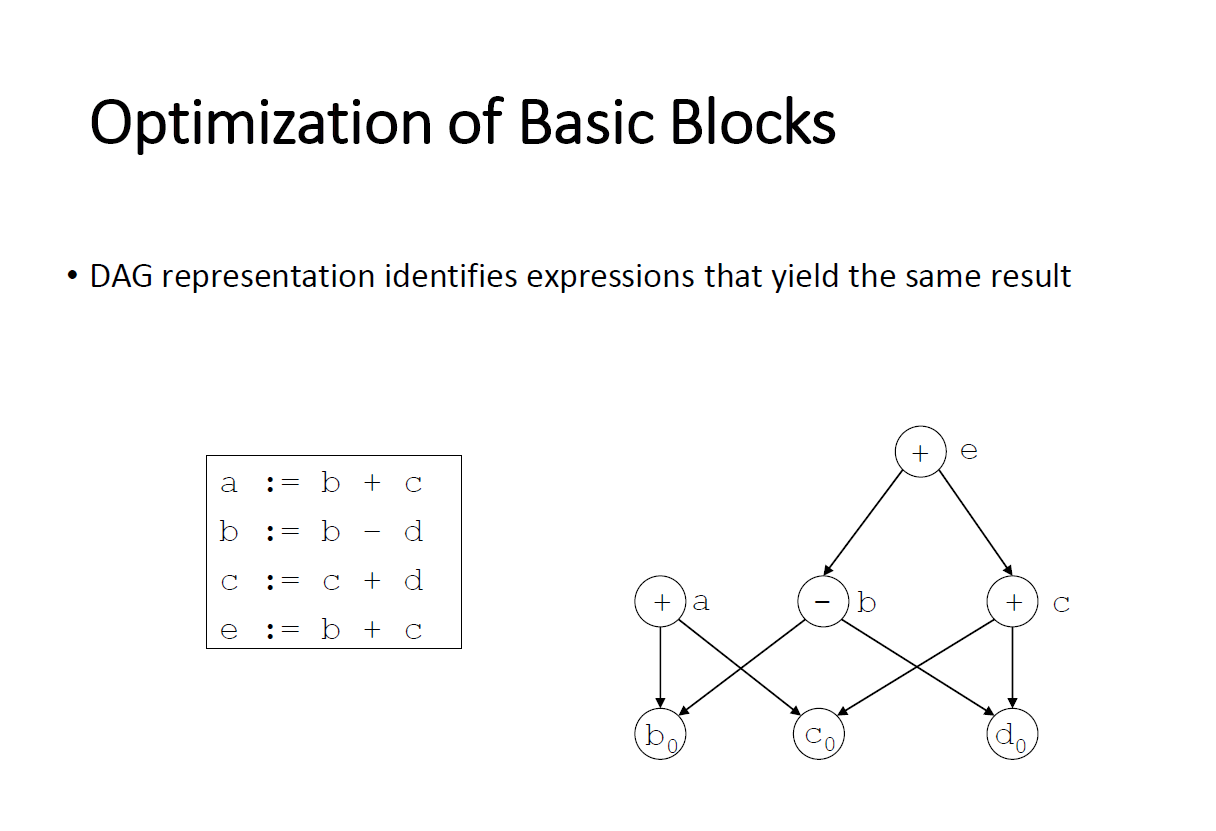 Optimization of Basic Blocks
• DAG representation identifies expressions that yield the same result
a := b + c
b := b - d
c := c + d
e := b + c
+ e
+ a - b + c
b₀ c₀ d₀